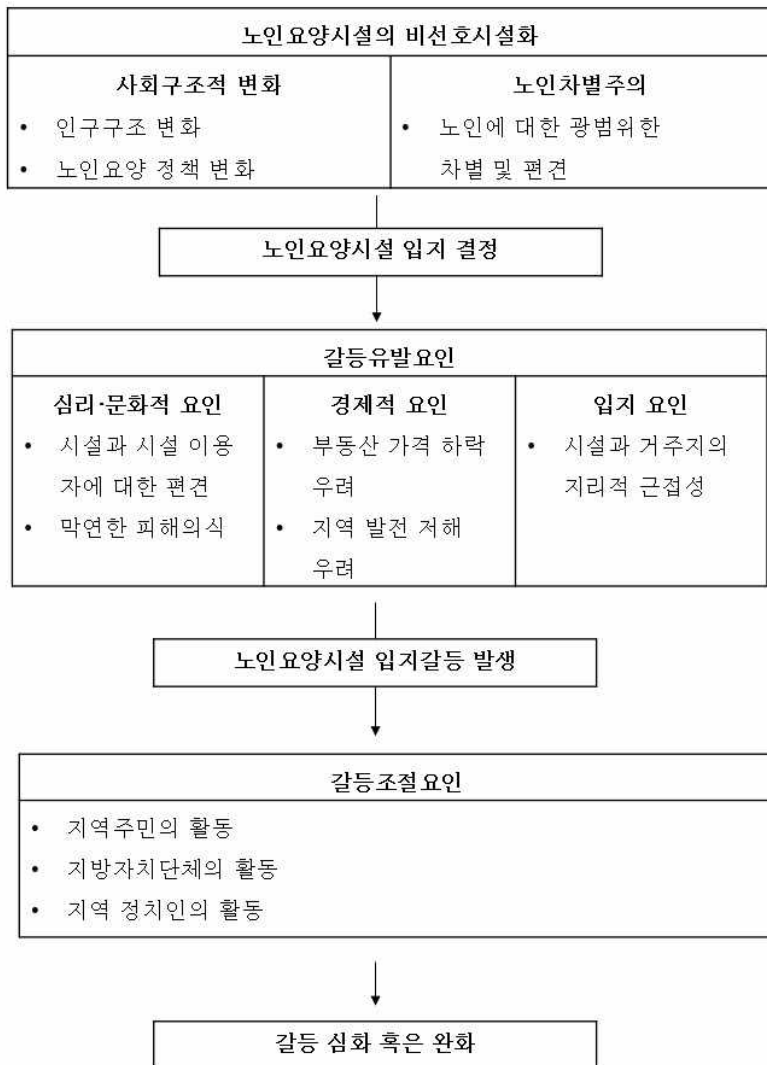 노인요양시설의 비선호시설화
사회구조적 변화
• 인구구조 변화
• 노인요양 정책 변화
노인차별주의
• 노인에 대한 광범위한
차별 및 편견
노인요양시설 입지 결정
갈등유발요인
심리·문화적 요인
• 시설과 시설 이용
자에 대한 편견
• 막연한 피해의식
경제적 요인
• 부동산 가격 하락
우려
• 지역 발전 저해
우려
입지 요인
• 시설과 거주지의
지리적 근접성
노인요양시설 입지갈등 발생
갈등조절요인
• 지역주민의 활동
• 지방자치단체의 활동
• 지역 정치인의 활동
갈등 심화 혹은 완화